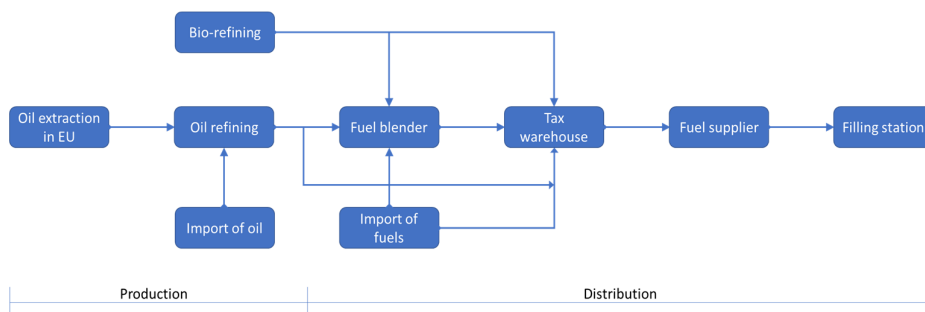 Bio-refining
Oil extraction
in EU
Oil refining
Fuel blender
Tax
warehouse
Fuel supplier
Filling station
Import of oil
Import of
fuels
Production
Distribution